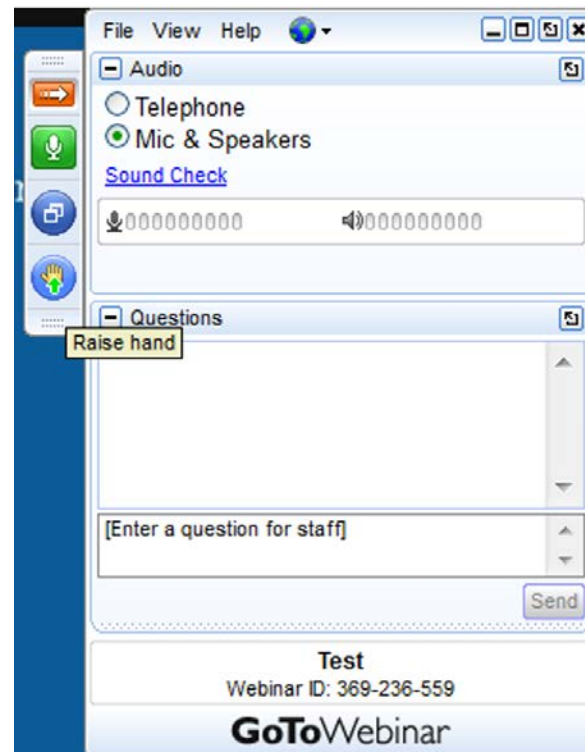 File View Help
Audio
Telephone
Mic & Speakers
Sound Check
000000000 000000000
Questions
Raise hand
[Enter a question for staff]
Send
Test
Webinar ID: 369-236-559
GoToWebinar